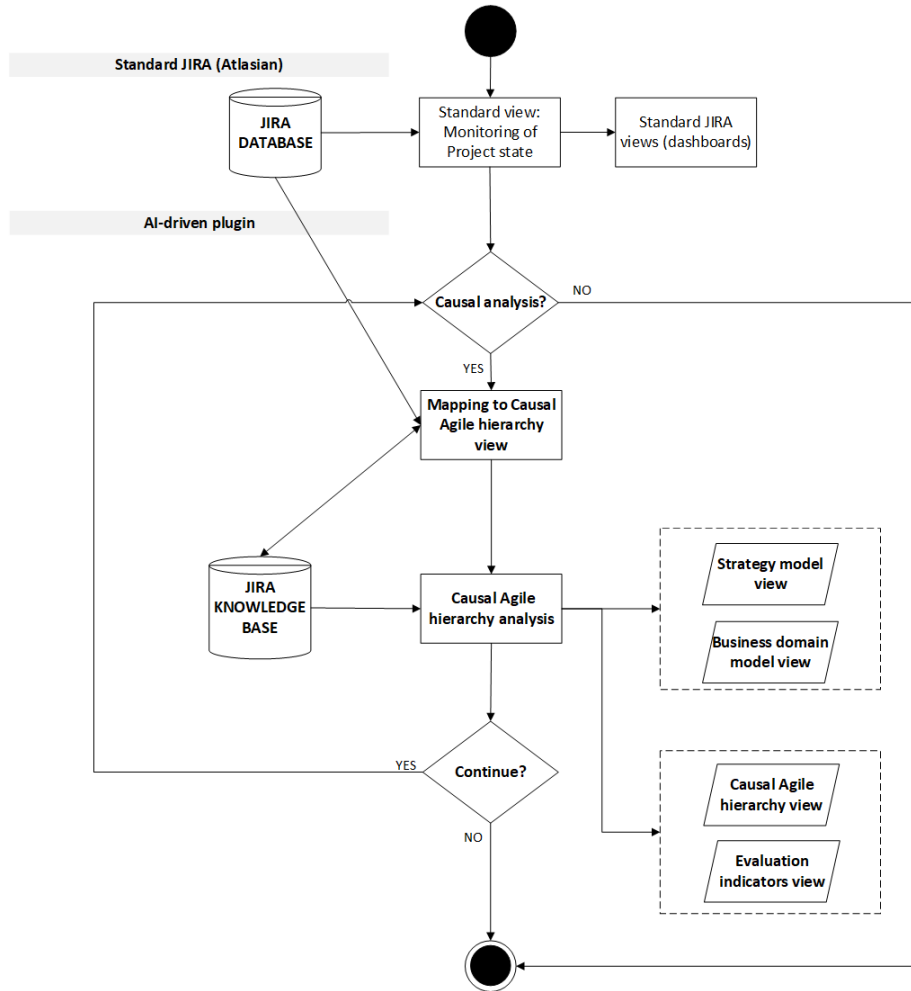 Standard JIRA (Atlasian)
JIRA
DATABASE
Standard view:
Monitoring of
Project state
Standard JIRA
views (dashboards)
AI-driven plugin
Causal analysis?
NO
YES
Mapping to Causal
Agile hierarchy
view
JIRA
KNOWLEDGE
BASE
Causal Agile
hierarchy analysis
Strategy model
view
Business domain
model view
YES
Continue?
NO
Causal Agile
hierarchy view
Evaluation
indicators view